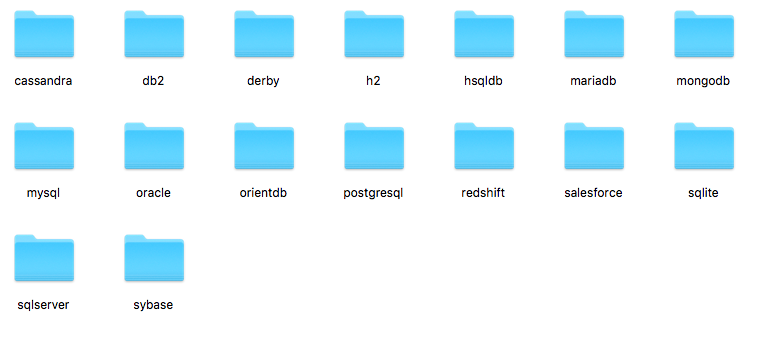 cassandra db2 derby h2 hsqldb mariadb mongodb
mysql oracle orientdb postgresql redshift salesforce sqlite
sqlserver sybase